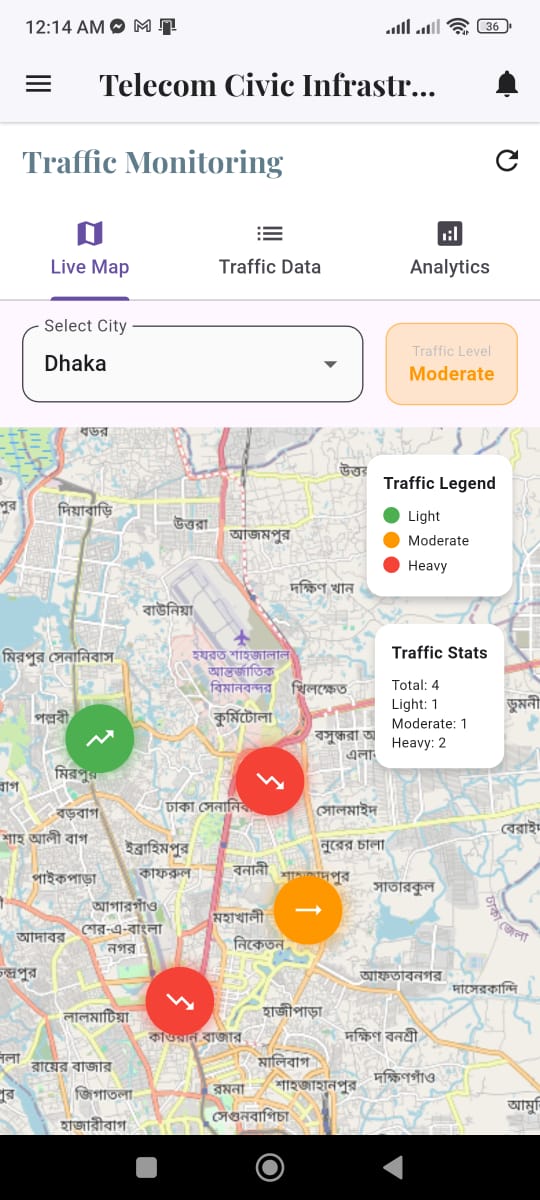 12:14 AM
36
Telecom Civic Infrastr...
Traffic Monitoring
Live Map
Traffic Data
Analytics
Select City
Dhaka
Traffic Level
Moderate
Traffic Legend
Light
Moderate
Heavy
Traffic Stats
Total: 4
Light: 1
Moderate: 1
Heavy: 2
দিয়াবাড়ি
উত্তরা
আজমপুর
দক্ষিণ খান
বাউনিয়া
মিরপুর সেনানিবাস
হযরত শাহজালাল
আন্তর্জাতিক
বিমানবন্দর
খিলক্ষেত
ডুমনী
পল্লবী
কুর্মিটোলা
বসুন্ধরা আ
এলা
মিরপুর
বাগ
বড়বাগ
ঢাকা সেনানিবা
সোলমাইদ
শাহ আলী বাগ
ইব্রাহিমপুর
নুরের চালা
বেরাই
পাইকপাড়া
কাফরুল
বনানী
সাতারকুল
ঢাকা জেলা
আগারগাঁও
মহাখালী
আদাবর
শের-এ-বাংলা
নগর
নিকেতন
আফতাবনগর
দাসেরকান্দি
লালমাটিয়া
হাজীপাড়া
কাওরান বাজার
দক্ষিণ বনশ্রী
রায়ের বাজার
মালিবাগ
জিগাতলা
রমনা
শাহজাহানপুর
দক্ষিণগাঁও
সেগুনবাগিচা
হাজারীবাগ